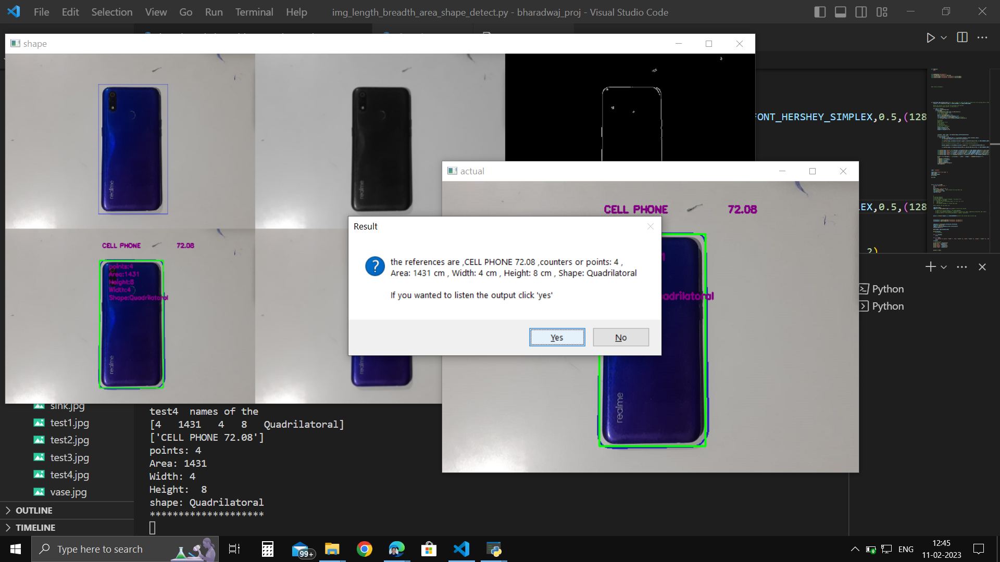 File Edit Selection View Go Run Terminal Help img_length_breadth_area_shape_detect.py - bharadwaj_proj - Visual Studio Code
shape
FONT_HERSHEY_SIMPLEX,0.5,(128
actual
CELL PHONE 72.08
LEX,0.5,(128
Result
the references are ,CELL PHONE 72.08 ,counters or points: 4 ,
Area: 1431 cm , Width: 4 cm , Height: 8 cm , Shape: Quadrilatoral
If you wanted to listen the output click 'yes'
Yes No
realme
realme
CELL PHONE 72.08
points:4
Area:1431
Height:8
Width:4
Shape:Quadrilatoral
realme
realme
adrilatoral
realme
Python
Python
sink.jpg
test1.jpg
test2.jpg
test3.jpg
test4.jpg
vase.jpg
OUTLINE
TIMELINE
test4 names of the
[4 1431 4 8 Quadrilatoral]
['CELL PHONE 72.08']
points: 4
Area: 1431
Width: 4
Height: 8
shape: Quadrilatoral
********************
Type here to search
99+
ENG
12:45
11-02-2023